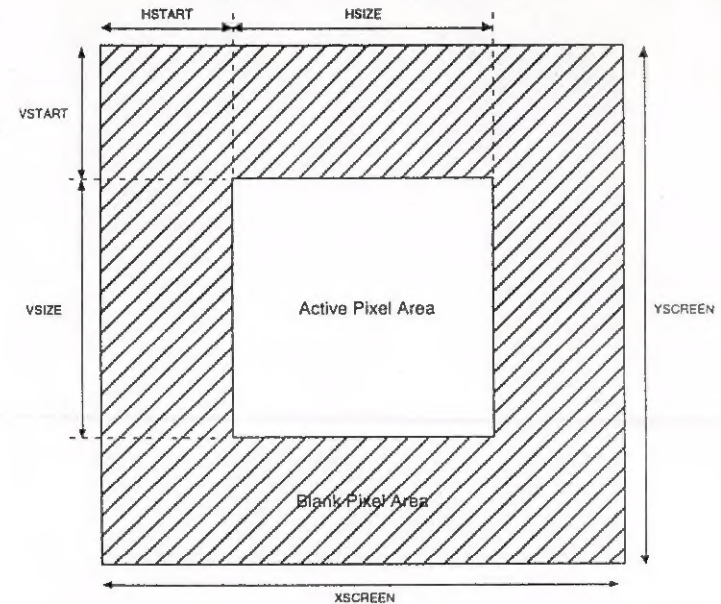 HSTART
HSIZE
VSTART
VSIZE
Active Pixel Area
YSCREEN
Blank Pixel Area
XSCREEN